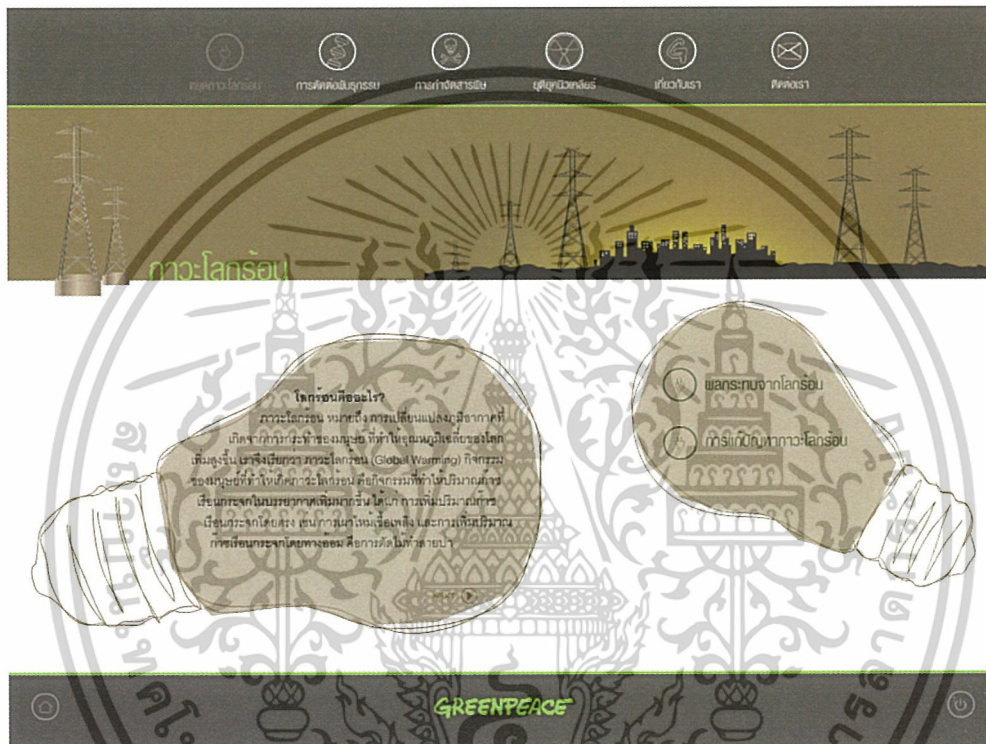 หยุดภาวะโลกร้อน
การตัดต่อพันธุกรรม
การกำจัดสารพิษ
ยุติยุคนิวเคลียร์
เกี่ยวกับเรา
ติดต่อเรา
ภาวะโลกร้อน
โลกร้อนคืออะไร?
ภาวะโลกร้อน หมายถึง การเปลี่ยนแปลงภูมิอากาศที่
เกิดจากการกระทำของมนุษย์ ที่ทำให้อุณหภูมิเฉลี่ยของโลก
เพิ่มสูงขึ้น เราจึงเรียกว่า ภาวะโลกร้อน (Global Warming) กิจกรรม
ของมนุษย์ที่ทำให้เกิดภาวะโลกร้อน คือกิจกรรมที่ทำให้ปริมาณก๊าซ
เรือนกระจกในบรรยากาศเพิ่มมากขึ้น ได้แก่ การเพิ่มปริมาณก๊าซ
เรือนกระจกโดยตรง เช่น การเผาไหม้เชื้อเพลิง และการเพิ่มปริมาณ
ก๊าซเรือนกระจกโดยทางอ้อม คือการตัดไม้ทำลายป่า
NEXT
ผลกระทบจากโลกร้อน
การแก้ปัญหาภาวะโลกร้อน
GREENPEACE